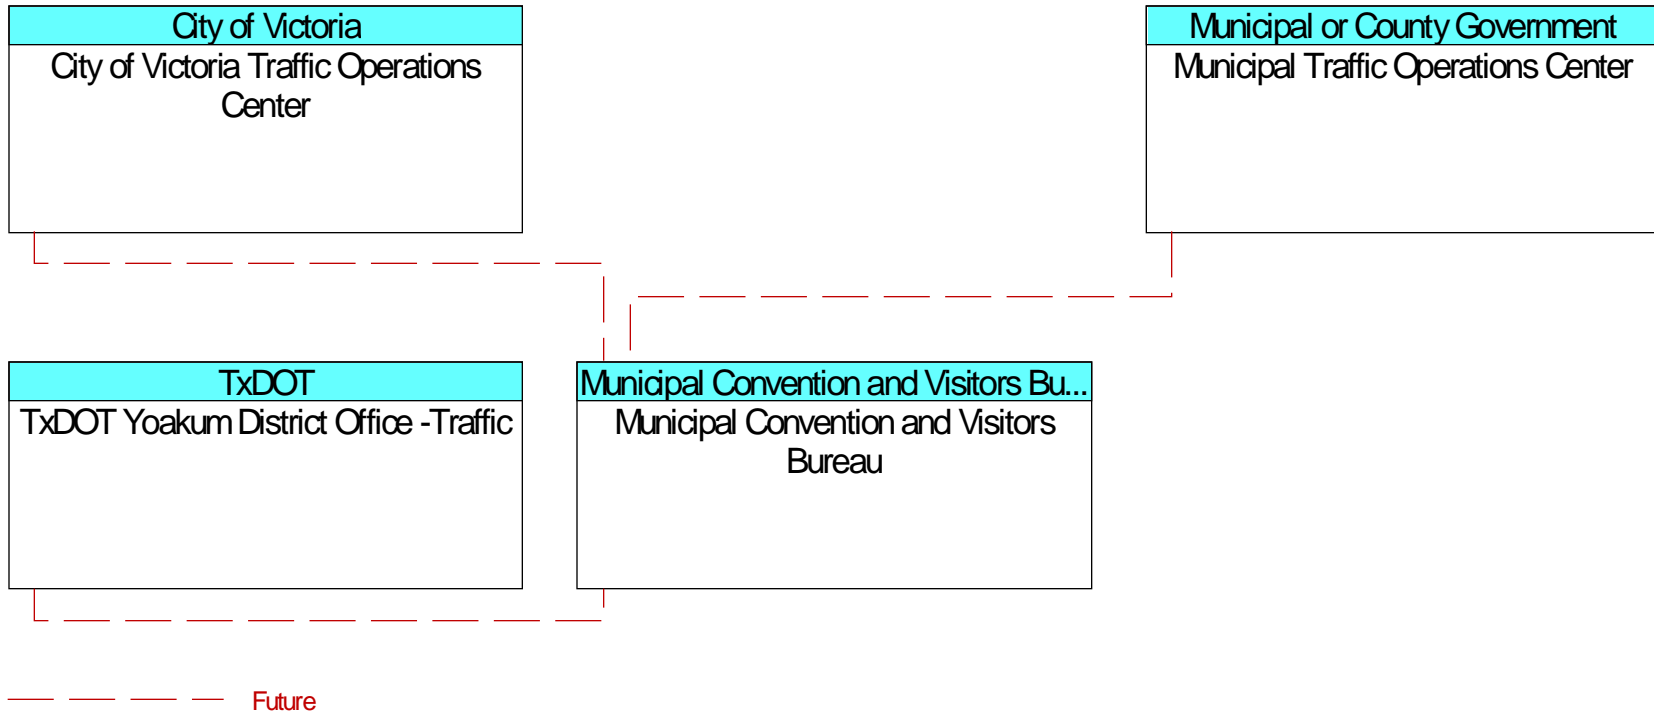 City of Victoria
City of Victoria Traffic Operations
Center
Municipal or County Government
Municipal Traffic Operations Center
TxDOT
TxDOT Yoakum District Office -Traffic
Municipal Convention and Visitors Bu...
Municipal Convention and Visitors
Bureau
Future